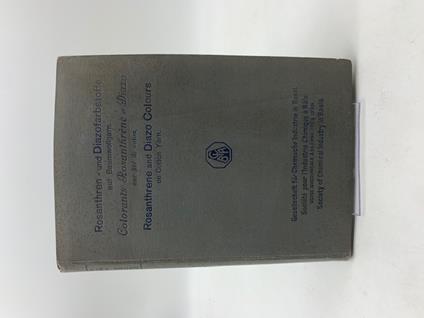 Rosanthren- und Diazofarbstoffe
auf Baumwollgarn.
Colorants Rosanthrène et Diazo
sur fil de coton.
Rosanthrene and Diazo Colours
on Cotton Yarn.
Gesellschaft für Chemische Industrie in Basel.
Société pour l'Industrie Chimique à Bâle
Society of Chemical Industry in Basle.